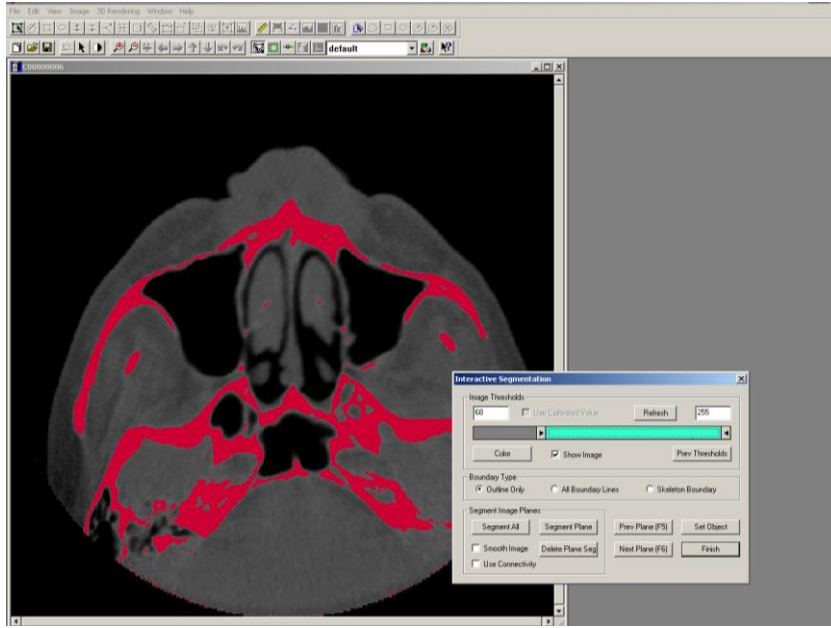 File Edit View Image 3D Rendering Window Help
default
C00000006
Interactive Segmentation
Image Thresholds
68 Use Calibrated Value Refresh 255
Color Show Image Prev Thresholds
Boundary Type
Outline Only All Boundary Lines Skeleton Boundary
Segment Image Planes
Segment All Segment Plane Prev Plane (F5) Set Object
Smooth Image Delete Plane Seg Next Plane (F6) Finish
Use Connectivity